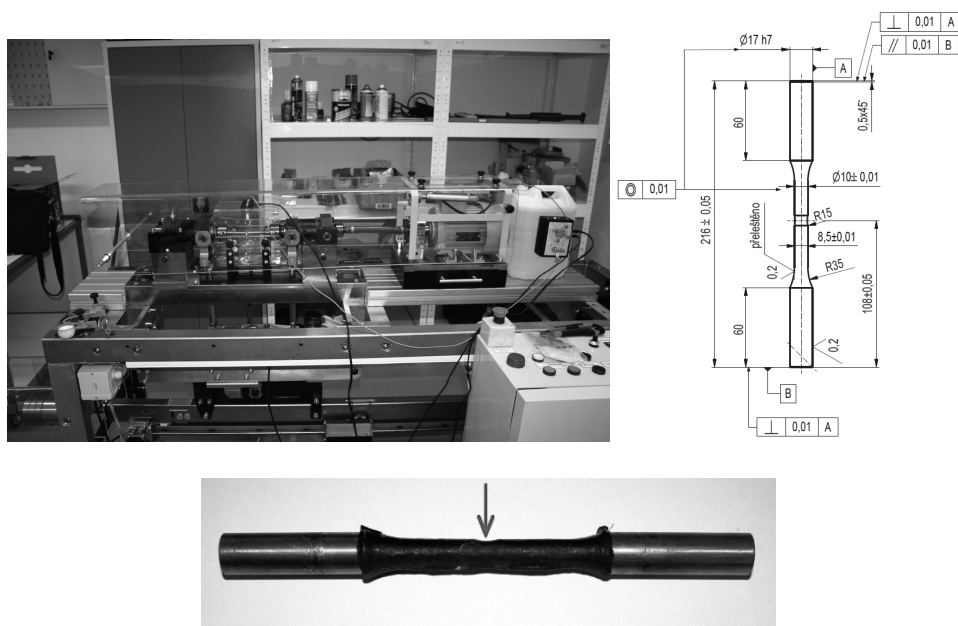 ⊥ 0,01 A
Ø17 h7
// 0,01 B
A
0,5x45°
60
Ø10± 0,01
◎ 0,01
R15
216 ± 0,05
přeleštěno
8,5±0,01
0,2
R35
108±0,05
60
0,2
B
⊥ 0,01 A